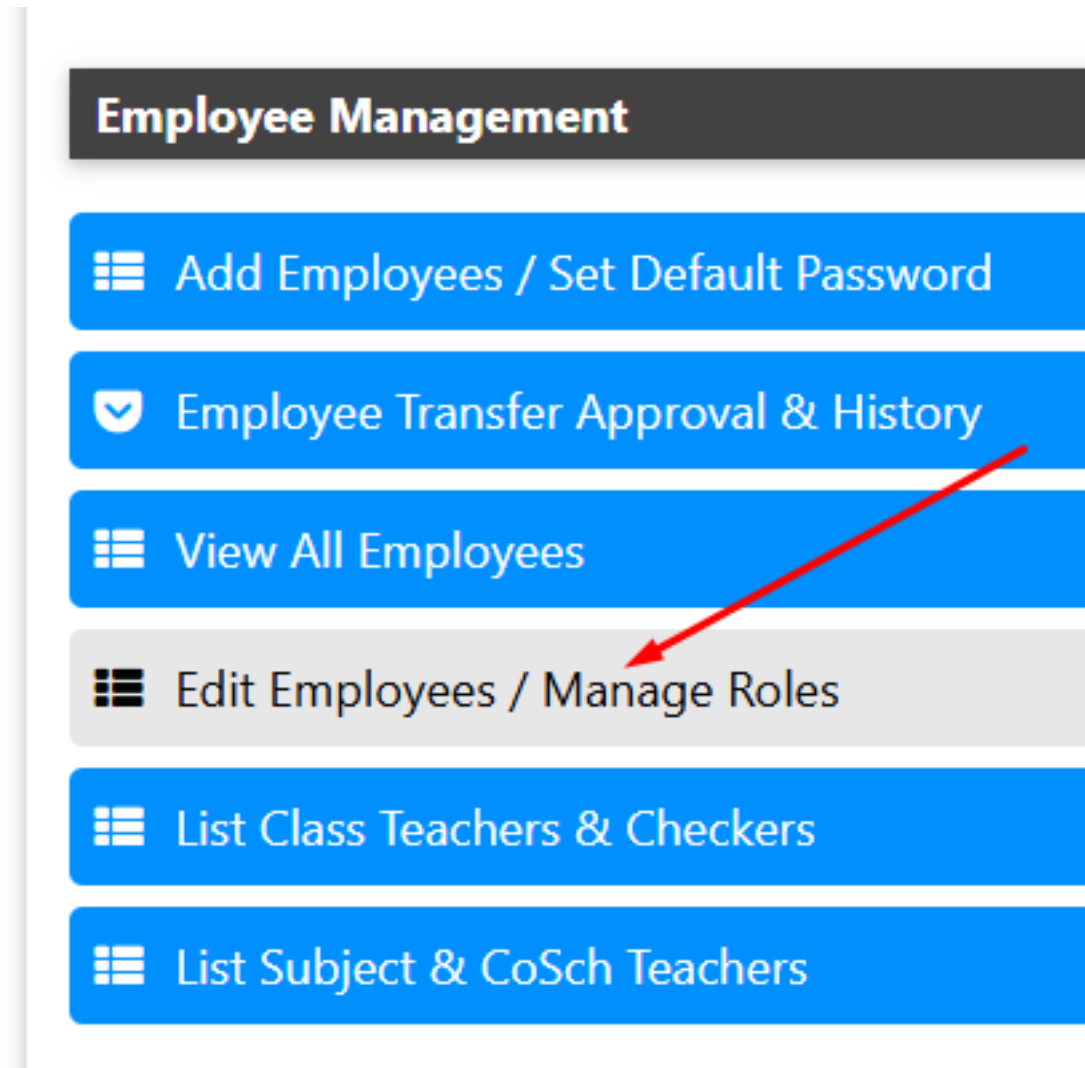 Employee Management
Add Employees / Set Default Password
Employee Transfer Approval & History
View All Employees
Edit Employees / Manage Roles
List Class Teachers & Checkers
List Subject & CoSch Teachers